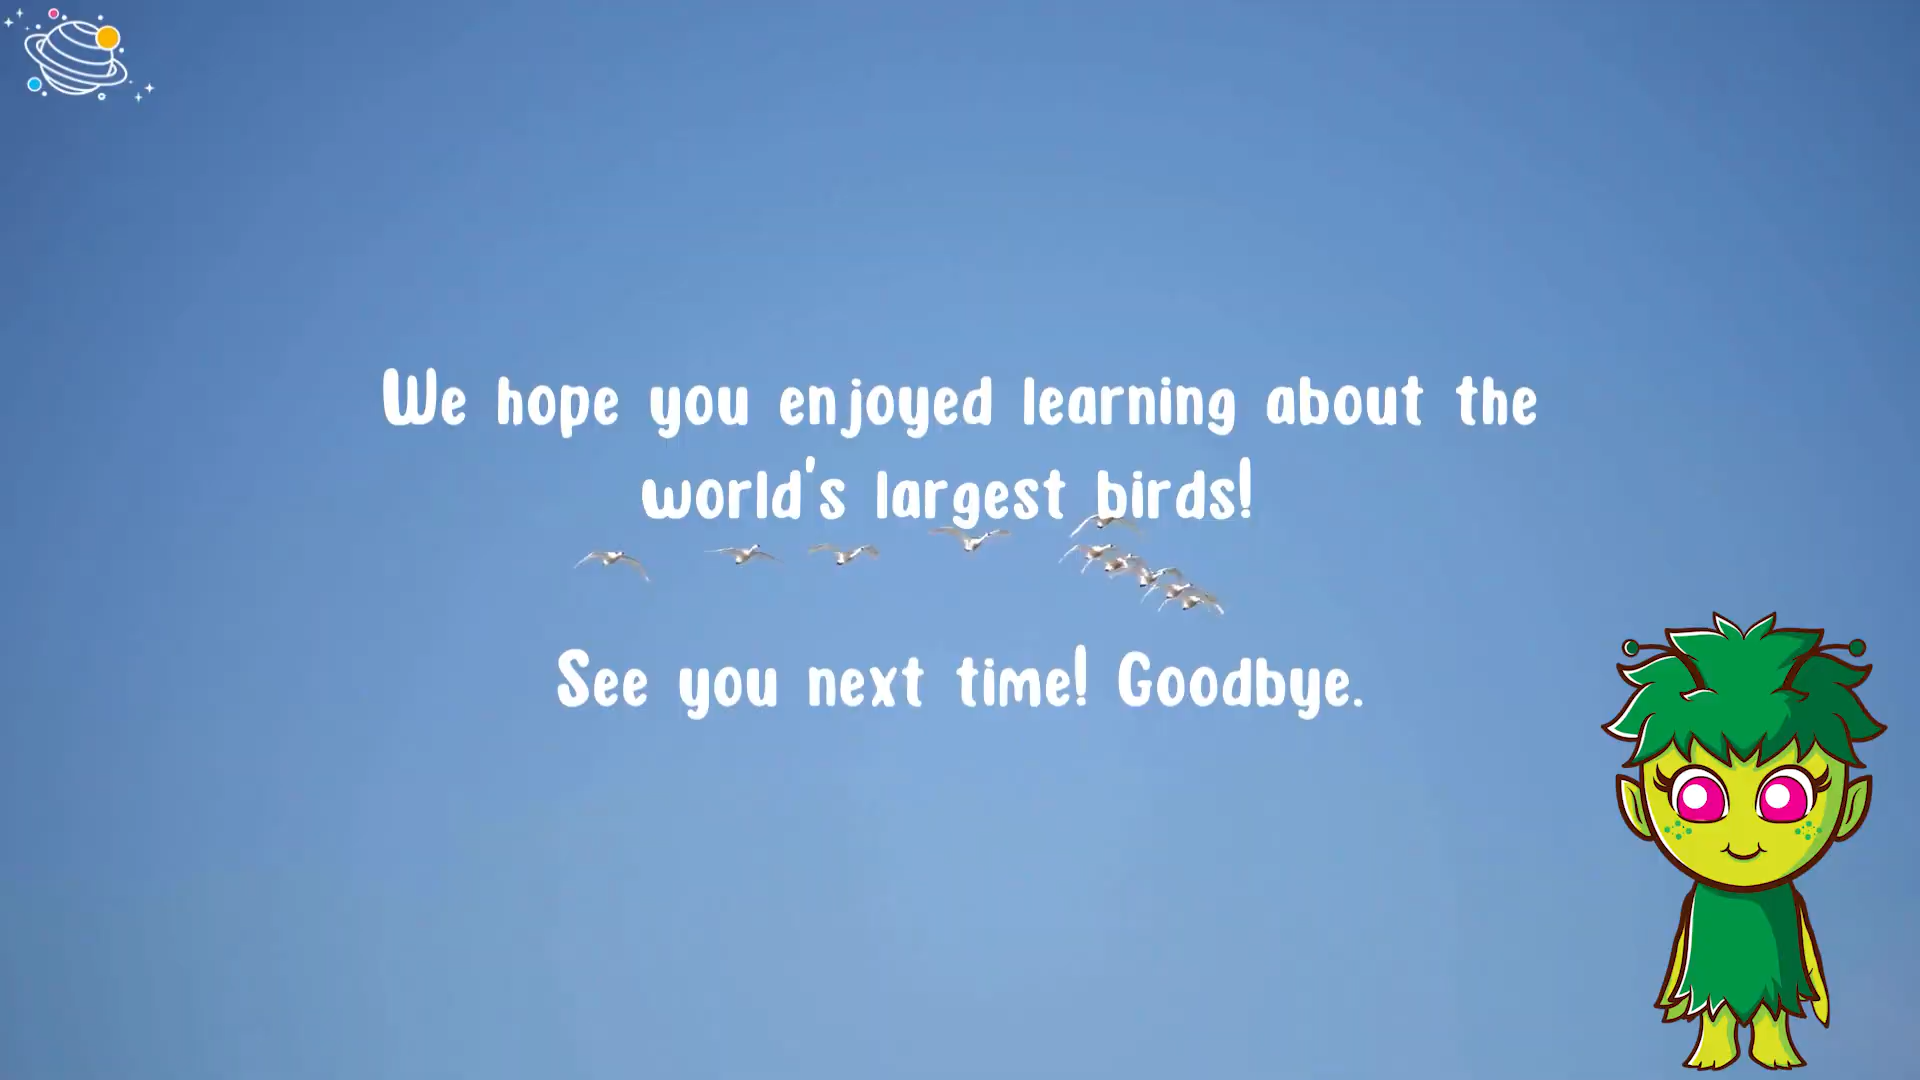 We hope you enjoyed learning about the
world's largest birds!
See you next time! Goodbye.